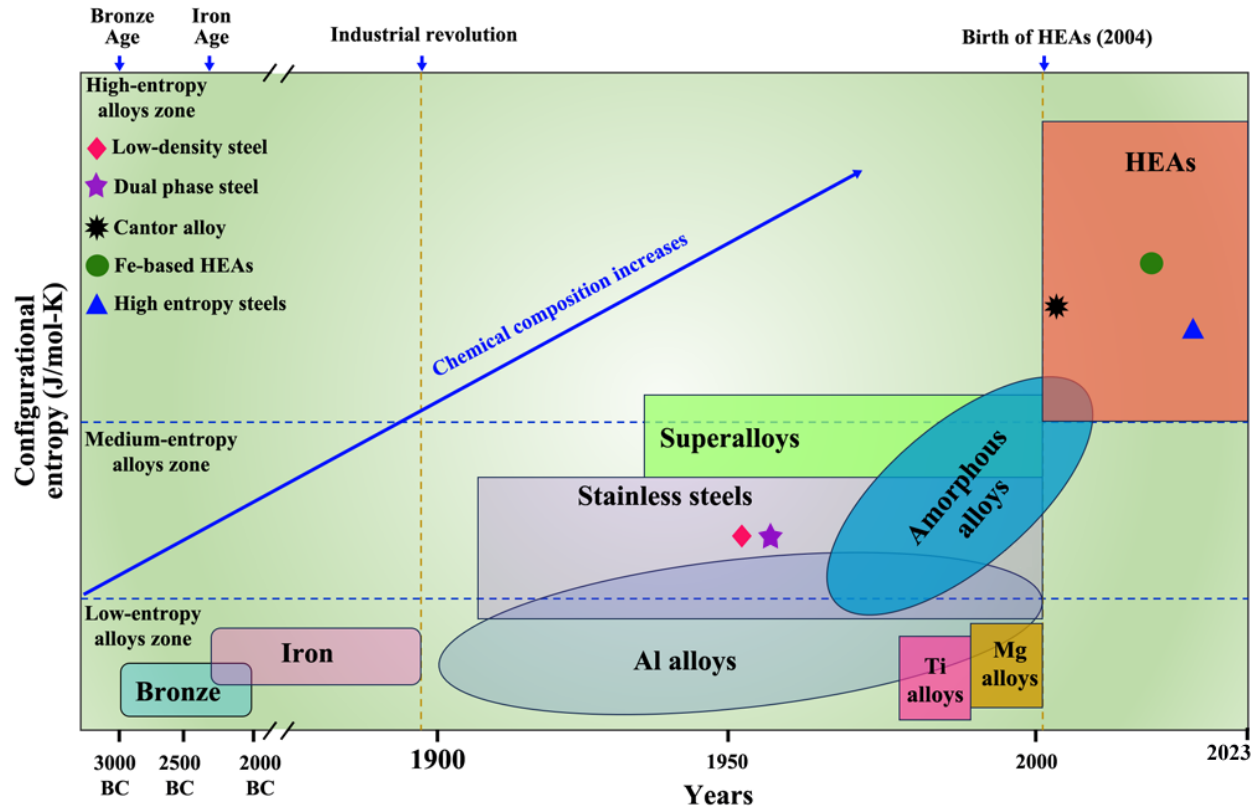 Bronze
Age
Iron
Age
Industrial revolution
Birth of HEAs (2004)
High-entropy
alloys zone
Low-density steel
Dual phase steel
Cantor alloy
Fe-based HEAs
High entropy steels
HEAs
Chemical composition increases
Configurational
entropy (J/mol-K)
Medium-entropy
alloys zone
Superalloys
Stainless steels
Amorphous
alloys
Low-entropy
alloys zone
Iron
Bronze
Al alloys
Ti
alloys
Mg
alloys
3000
BC
2500
BC
2000
BC
1900
1950
2000
2023
Years